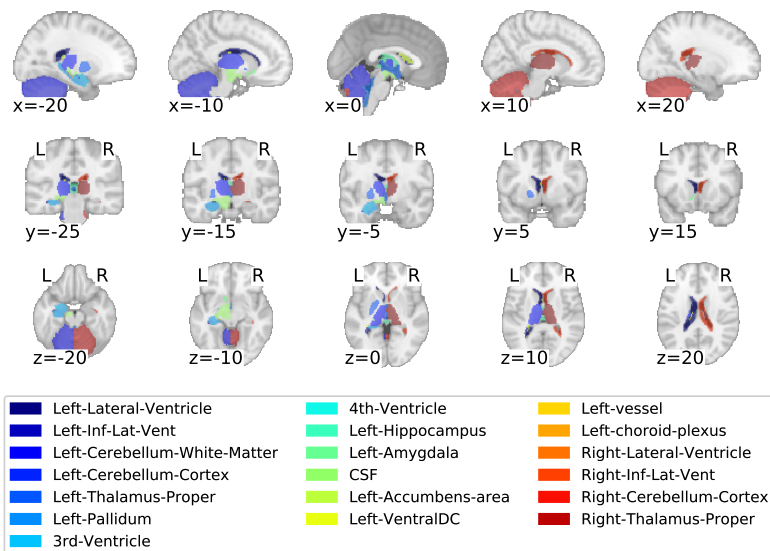 x=-20 x=-10 x=0 x=10 x=20
L R L R L R L R L R
y=-25 y=-15 y=-5 y=5 y=15
L R L R L R L R L R
z=-20 z=-10 z=0 z=10 z=20
Left-Lateral-Ventricle
Left-Inf-Lat-Vent
Left-Cerebellum-White-Matter
Left-Cerebellum-Cortex
Left-Thalamus-Proper
Left-Pallidum
3rd-Ventricle
4th-Ventricle
Left-Hippocampus
Left-Amygdala
CSF
Left-Accumbens-area
Left-VentralDC
Left-vessel
Left-choroid-plexus
Right-Lateral-Ventricle
Right-Inf-Lat-Vent
Right-Cerebellum-Cortex
Right-Thalamus-Proper